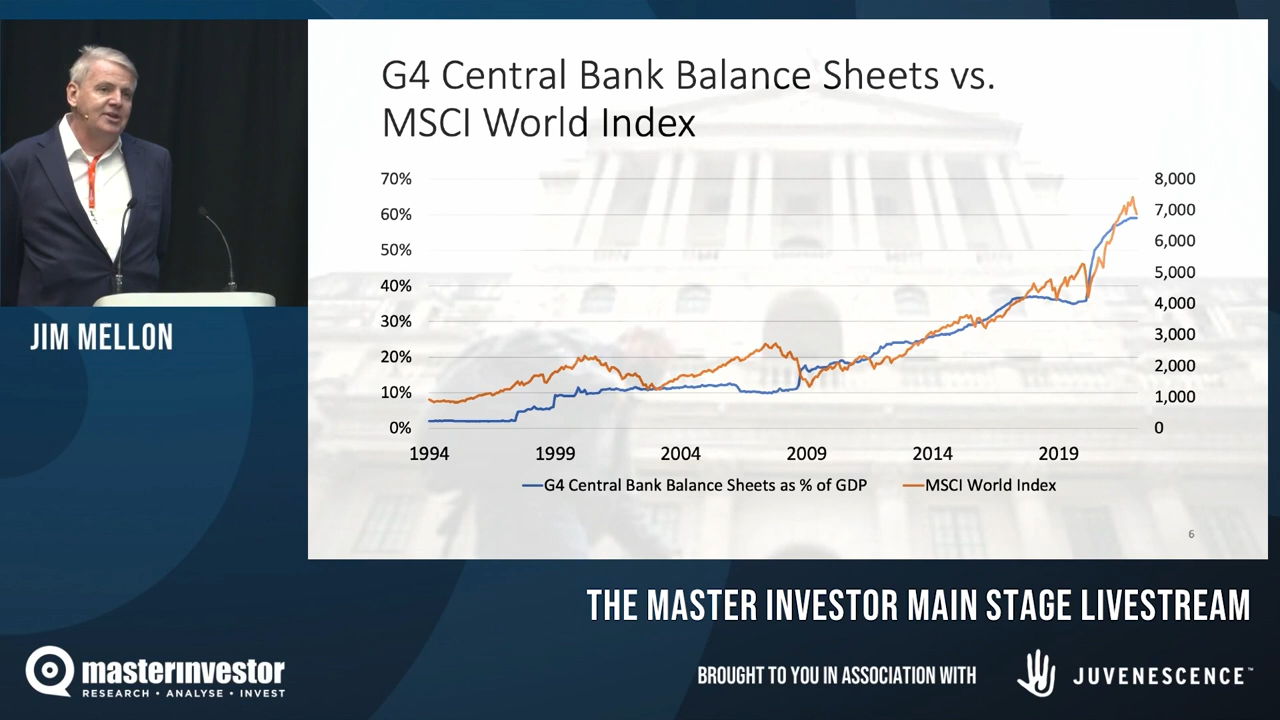 G4 Central Bank Balance Sheets vs.
MSCI World Index
70%
60%
50%
40%
30%
20%
10%
0%
8,000
7,000
6,000
5,000
4,000
3,000
2,000
1,000
0
1994 1999 2004 2009 2014 2019
G4 Central Bank Balance Sheets as % of GDP MSCI World Index
6
JIM MELLON
THE MASTER INVESTOR MAIN STAGE LIVESTREAM
masterinvestor
RESEARCH • ANALYSE • INVEST
BROUGHT TO YOU IN ASSOCIATION WITH
JUVENESCENCE™